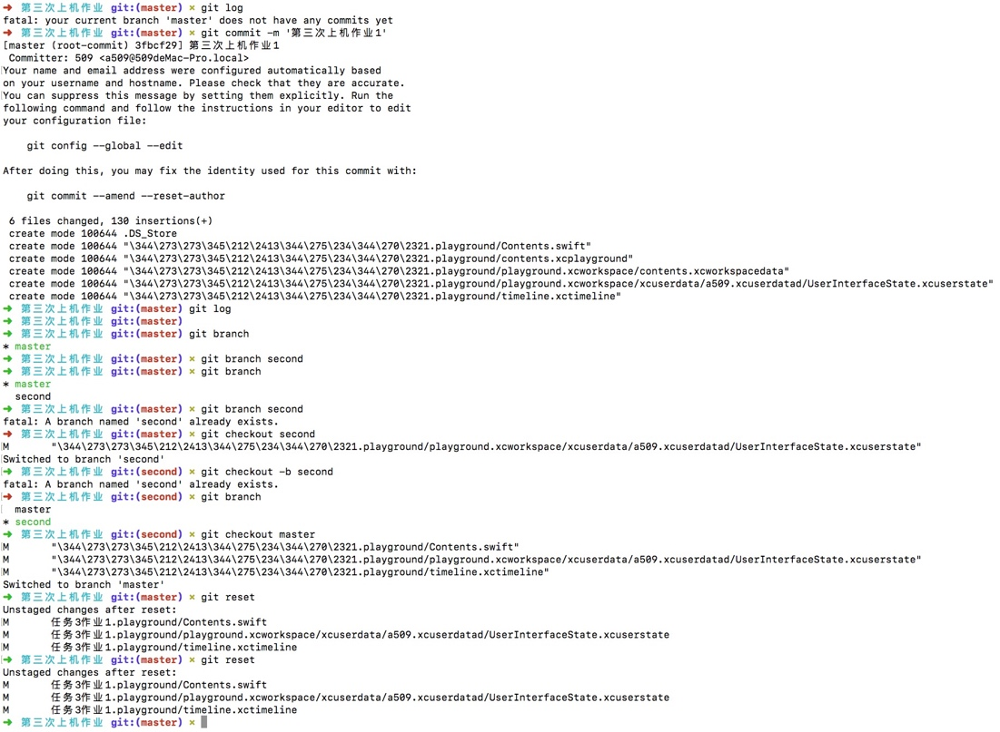 ➜ 第三次上机作业 git:(master) × git log
fatal: your current branch 'master' does not have any commits yet
➜ 第三次上机作业 git:(master) × git commit -m '第三次上机作业1'
[master (root-commit) 3fbcf29] 第三次上机作业1
 Committer: 509 <a509@509deMac-Pro.local>
Your name and email address were configured automatically based
on your username and hostname. Please check that they are accurate.
You can suppress this message by setting them explicitly. Run the
following command and follow the instructions in your editor to edit
your configuration file:

    git config --global --edit

After doing this, you may fix the identity used for this commit with:

    git commit --amend --reset-author

 6 files changed, 130 insertions(+)
 create mode 100644 .DS_Store
 create mode 100644 "\344\273\273\345\212\2413\344\275\234\344\270\2321.playground/Contents.swift"
 create mode 100644 "\344\273\273\345\212\2413\344\275\234\344\270\2321.playground/contents.xcplayground"
 create mode 100644 "\344\273\273\345\212\2413\344\275\234\344\270\2321.playground/playground.xcworkspace/contents.xcworkspacedata"
 create mode 100644 "\344\273\273\345\212\2413\344\275\234\344\270\2321.playground/playground.xcworkspace/xcuserdata/a509.xcuserdatad/UserInterfaceState.xcuserstate"
 create mode 100644 "\344\273\273\345\212\2413\344\275\234\344\270\2321.playground/timeline.xctimeline"
➜ 第三次上机作业 git:(master) git log
➜ 第三次上机作业 git:(master)
➜ 第三次上机作业 git:(master) git branch
* master
➜ 第三次上机作业 git:(master) × git branch second
➜ 第三次上机作业 git:(master) × git branch
* master
  second
➜ 第三次上机作业 git:(master) × git branch second
fatal: A branch named 'second' already exists.
➜ 第三次上机作业 git:(master) × git checkout second
M       "\344\273\273\345\212\2413\344\275\234\344\270\2321.playground/playground.xcworkspace/xcuserdata/a509.xcuserdatad/UserInterfaceState.xcuserstate"
Switched to branch 'second'
➜ 第三次上机作业 git:(second) × git checkout -b second
fatal: A branch named 'second' already exists.
➜ 第三次上机作业 git:(second) × git branch
  master
* second
➜ 第三次上机作业 git:(second) × git checkout master
M       "\344\273\273\345\212\2413\344\275\234\344\270\2321.playground/Contents.swift"
M       "\344\273\273\345\212\2413\344\275\234\344\270\2321.playground/playground.xcworkspace/xcuserdata/a509.xcuserdatad/UserInterfaceState.xcuserstate"
M       "\344\273\273\345\212\2413\344\275\234\344\270\2321.playground/timeline.xctimeline"
Switched to branch 'master'
➜ 第三次上机作业 git:(master) × git reset
Unstaged changes after reset:
M       任务3作业1.playground/Contents.swift
M       任务3作业1.playground/playground.xcworkspace/xcuserdata/a509.xcuserdatad/UserInterfaceState.xcuserstate
M       任务3作业1.playground/timeline.xctimeline
➜ 第三次上机作业 git:(master) × git reset
Unstaged changes after reset:
M       任务3作业1.playground/Contents.swift
M       任务3作业1.playground/playground.xcworkspace/xcuserdata/a509.xcuserdatad/UserInterfaceState.xcuserstate
M       任务3作业1.playground/timeline.xctimeline
➜ 第三次上机作业 git:(master) ×